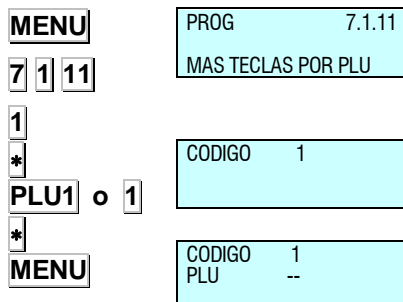 MENU
PROG 7.1.11
MAS TECLAS POR PLU
7 1 11
1
*
CODIGO 1
PLU1 o 1
*
MENU
CODIGO 1
PLU --